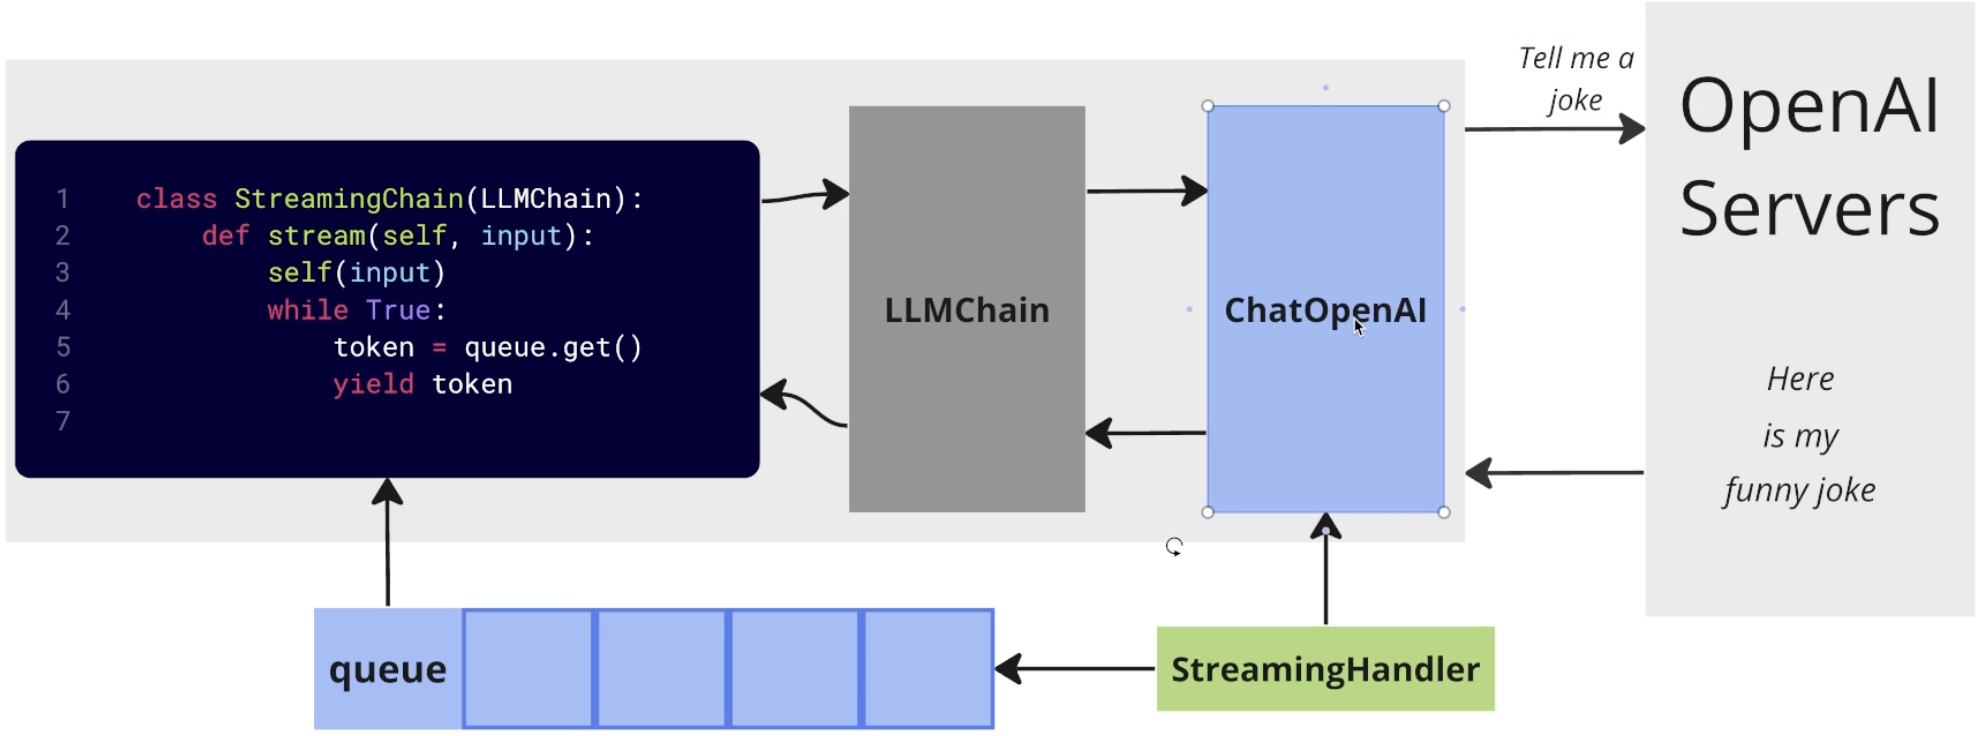 1 class StreamingChain(LLMChain):
2 def stream(self, input):
3 self(input)
4 while True:
5 token = queue.get()
6 yield token
7
LLMChain
ChatOpenAI
Tell me a
joke
OpenAI
Servers
Here
is my
funny joke
queue
StreamingHandler